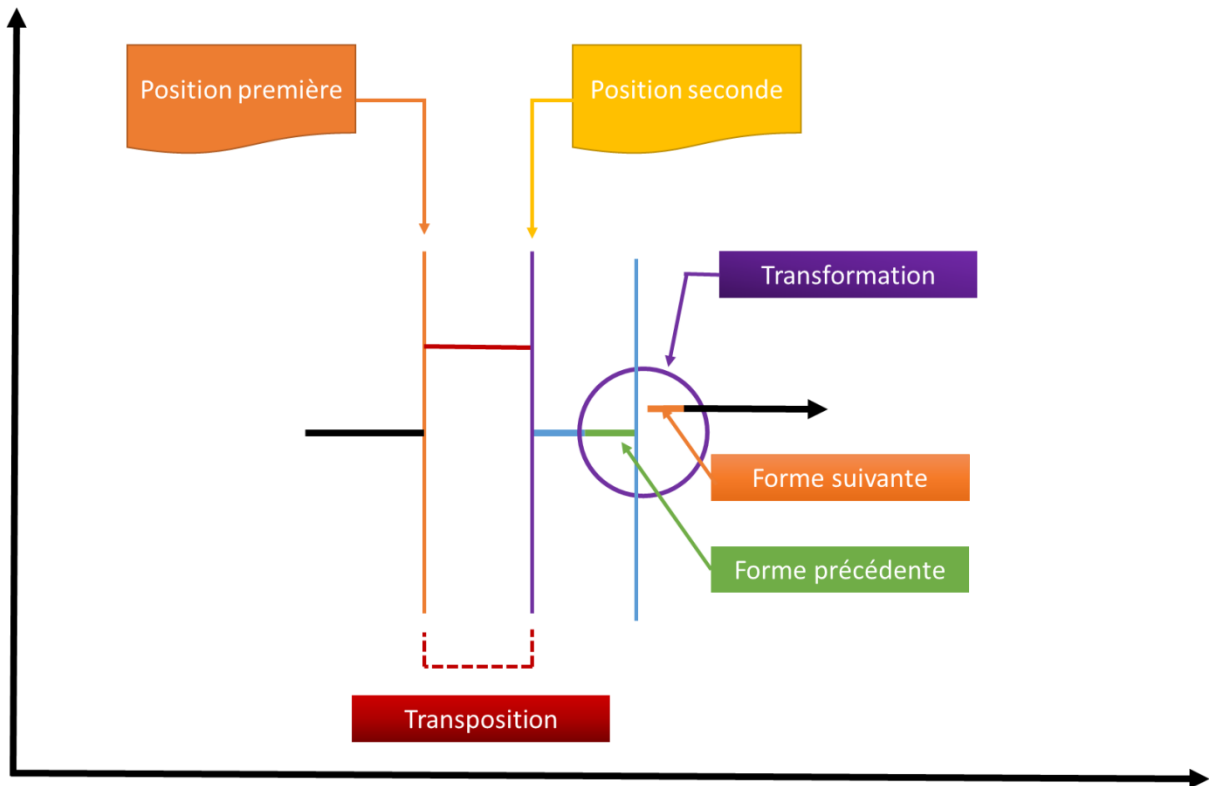 Position première
Position seconde
Transformation
Forme suivante
Forme précédente
Transposition